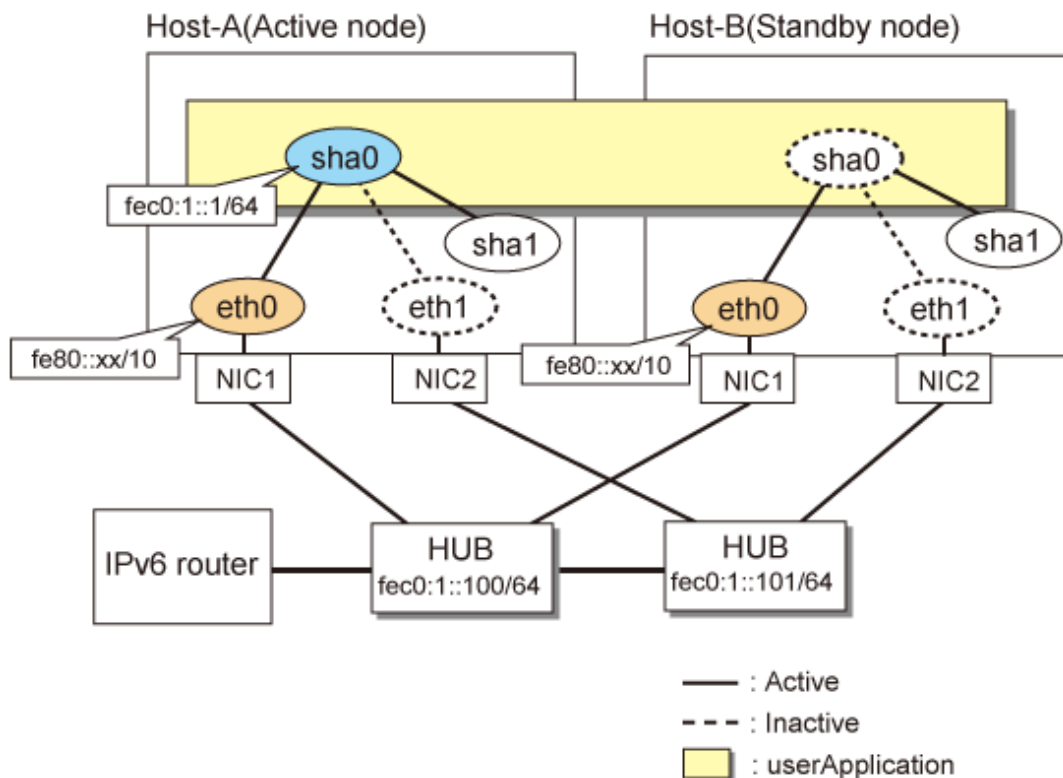 Host-A(Active node)
Host-B(Standby node)
sha0
sha0
fec0:1::1/64
sha1
sha1
eth0
eth1
eth0
eth1
fe80::xx/10
fe80::xx/10
NIC1
NIC2
NIC1
NIC2
IPv6 router
HUB
fec0:1::100/64
HUB
fec0:1::101/64
: Active
: Inactive
: userApplication